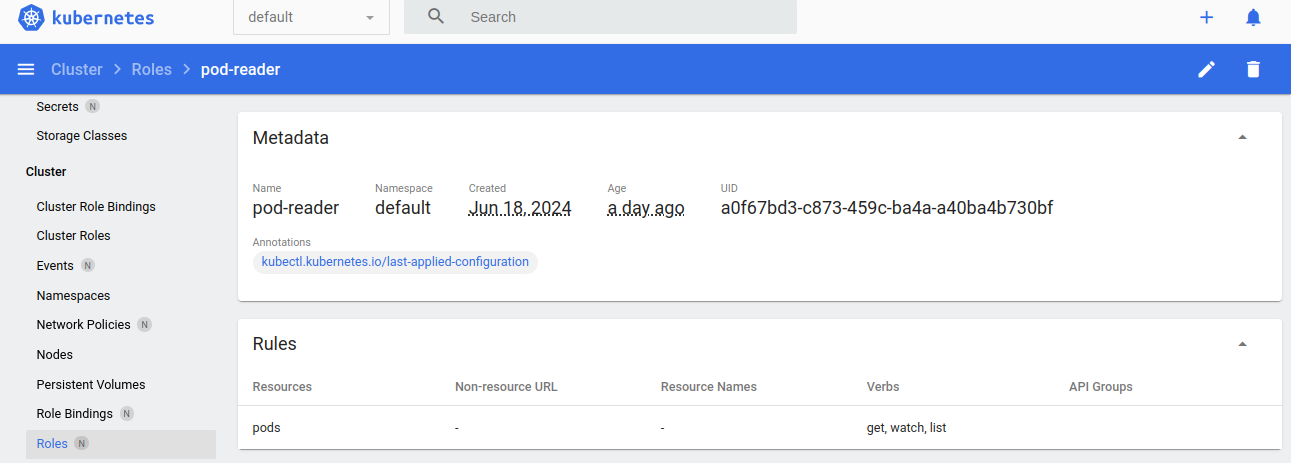 kubernetes
default
Search
Cluster > Roles > pod-reader
Secrets N
Storage Classes
Cluster
Cluster Role Bindings
Cluster Roles
Events N
Namespaces
Network Policies N
Nodes
Persistent Volumes
Role Bindings N
Roles N
Metadata
Name Namespace Created Age UID
pod-reader default Jun 18, 2024 a day ago a0f67bd3-c873-459c-ba4a-a40ba4b730bf
Annotations
kubectl.kubernetes.io/last-applied-configuration
Rules
Resources Non-resource URL Resource Names Verbs API Groups
pods - - get, watch, list